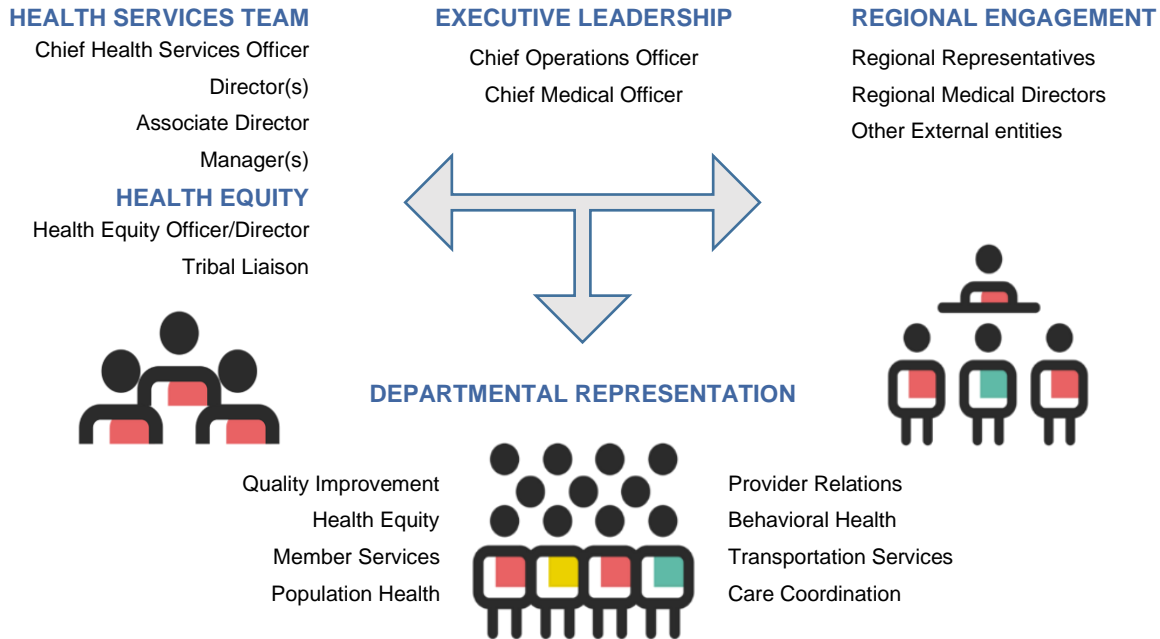 HEALTH SERVICES TEAM
Chief Health Services Officer
Director(s)
Associate Director
Manager(s)
HEALTH EQUITY
Health Equity Officer/Director
Tribal Liaison
EXECUTIVE LEADERSHIP
Chief Operations Officer
Chief Medical Officer
REGIONAL ENGAGEMENT
Regional Representatives
Regional Medical Directors
Other External entities
DEPARTMENTAL REPRESENTATION
Quality Improvement
Health Equity
Member Services
Population Health
Provider Relations
Behavioral Health
Transportation Services
Care Coordination